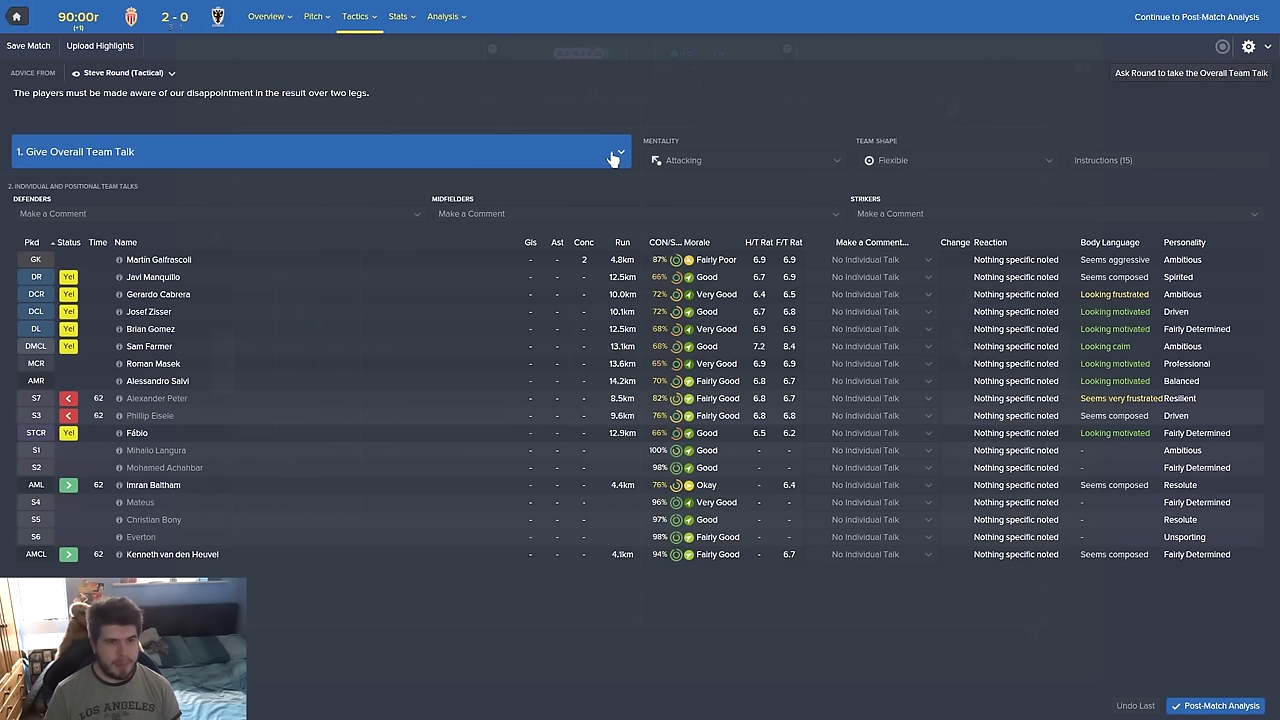 90:00r 2 - 0 Overview Pitch Tactics Stats Analysis Continue to Post-Match Analysis
(+1) 3 - 1
Save Match Upload Highlights
ADVICE FROM Steve Round (Tactical) Ask Round to take the Overall Team Talk
The players must be made aware of our disappointment in the result over two legs.
1. Give Overall Team Talk MENTALITY Attacking TEAM SHAPE Flexible Instructions (15)
2. INDIVIDUAL AND POSITIONAL TEAM TALKS
DEFENDERS MIDFIELDERS STRIKERS
Make a Comment Make a Comment Make a Comment
Pkd Status Time Name Gls Ast Conc Run CON/S... Morale H/T Rat F/T Rat Make a Comment... Change Reaction Body Language Personality
GK Martín Galfrascoli - - 2 4.8km 87% Fairly Poor 6.9 6.9 No Individual Talk Nothing specific noted Seems aggressive Ambitious
DR Yel Javi Manquillo - - - 12.5km 66% Good 6.7 6.9 No Individual Talk Nothing specific noted Seems composed Spirited
DCR Yel Gerardo Cabrera - - - 10.0km 72% Very Good 6.4 6.5 No Individual Talk Nothing specific noted Looking frustrated Ambitious
DCL Yel Josef Zisser - - - 10.1km 72% Good 6.7 6.8 No Individual Talk Nothing specific noted Looking motivated Driven
DL Yel Brian Gomez - - - 12.5km 68% Very Good 6.9 6.9 No Individual Talk Nothing specific noted Looking motivated Fairly Determined
DMCL Yel Sam Farmer - - - 13.1km 68% Good 7.2 8.4 No Individual Talk Nothing specific noted Looking calm Ambitious
MCR Roman Masek - - - 13.6km 65% Very Good 6.9 6.9 No Individual Talk Nothing specific noted Looking motivated Professional
AMR Alessandro Salvi - - - 14.2km 70% Fairly Good 6.8 6.7 No Individual Talk Nothing specific noted Looking motivated Balanced
S7 62 Alexander Peter - - - 8.5km 82% Fairly Good 6.8 6.7 No Individual Talk Nothing specific noted Seems very frustrated Resilient
S3 62 Phillip Eisele - - - 9.6km 76% Fairly Good 6.8 6.8 No Individual Talk Nothing specific noted Seems composed Driven
STCR Yel Fábio - - - 12.9km 66% Good 6.5 6.2 No Individual Talk Nothing specific noted Looking motivated Fairly Determined
S1 Mihailo Langura - - - 100% Good - - No Individual Talk Nothing specific noted - Ambitious
S2 Mohamed Achahbar - - - 98% Good - - No Individual Talk Nothing specific noted - Fairly Determined
AML 62 Imran Baltham - - - 4.4km 76% Okay - 6.4 No Individual Talk Nothing specific noted Seems composed Resolute
S4 Mateus - - - 96% Very Good - - No Individual Talk Nothing specific noted - Fairly Determined
S5 Christian Bony - - - 97% Good - - No Individual Talk Nothing specific noted - Resolute
S6 Everton - - - 98% Fairly Good - - No Individual Talk Nothing specific noted - Unsporting
AMCL 62 Kenneth van den Heuvel - - - 4.1km 94% Fairly Good - 6.7 No Individual Talk Nothing specific noted Seems composed Fairly Determined
LOS ANGELES
Undo Last Post-Match Analysis